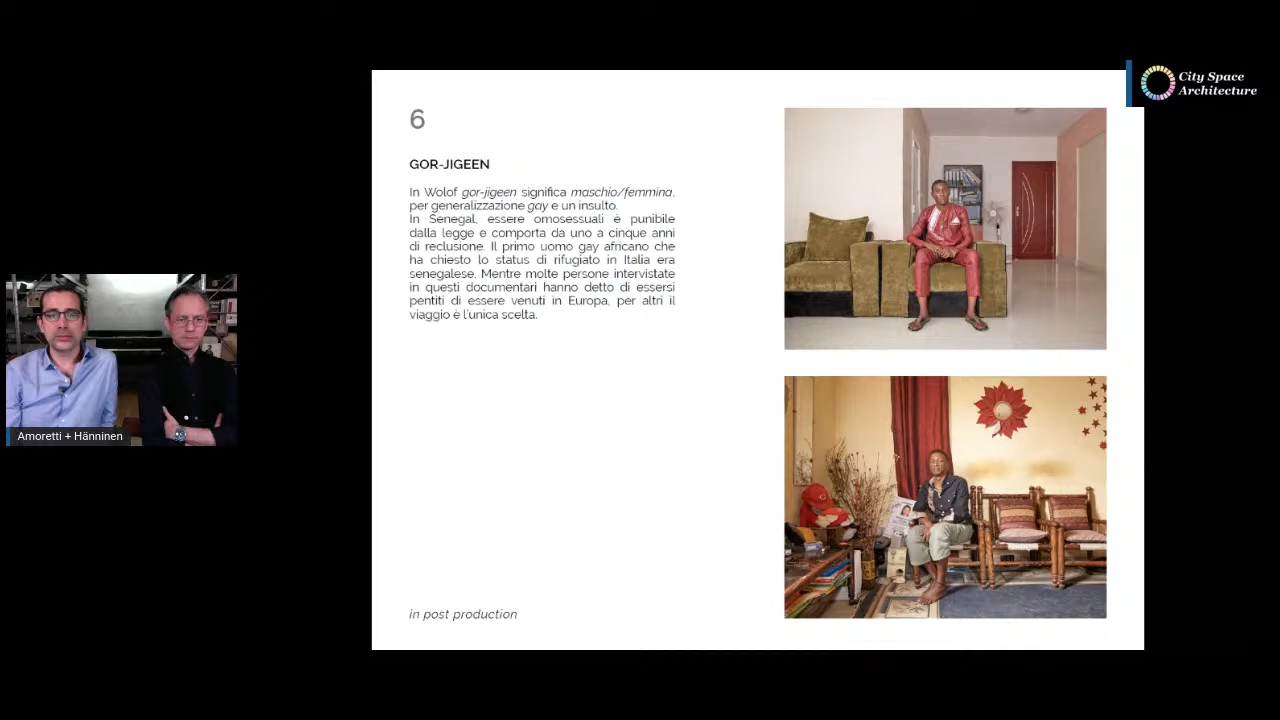 City Space
Architecture
6
GOR-JIGEEN
In Wolof gor-jigeen significa maschio/femmina,
per generalizzazione gay e un insulto.
In Senegal, essere omosessuali è punibile
dalla legge e comporta da uno a cinque anni
di reclusione. Il primo uomo gay africano che
ha chiesto lo status di rifugiato in Italia era
senegalese. Mentre molte persone intervistate
in questi documentari hanno detto di essersi
pentiti di essere venuti in Europa, per altri il
viaggio è l'unica scelta.
Amoretti + Hänninen
in post production